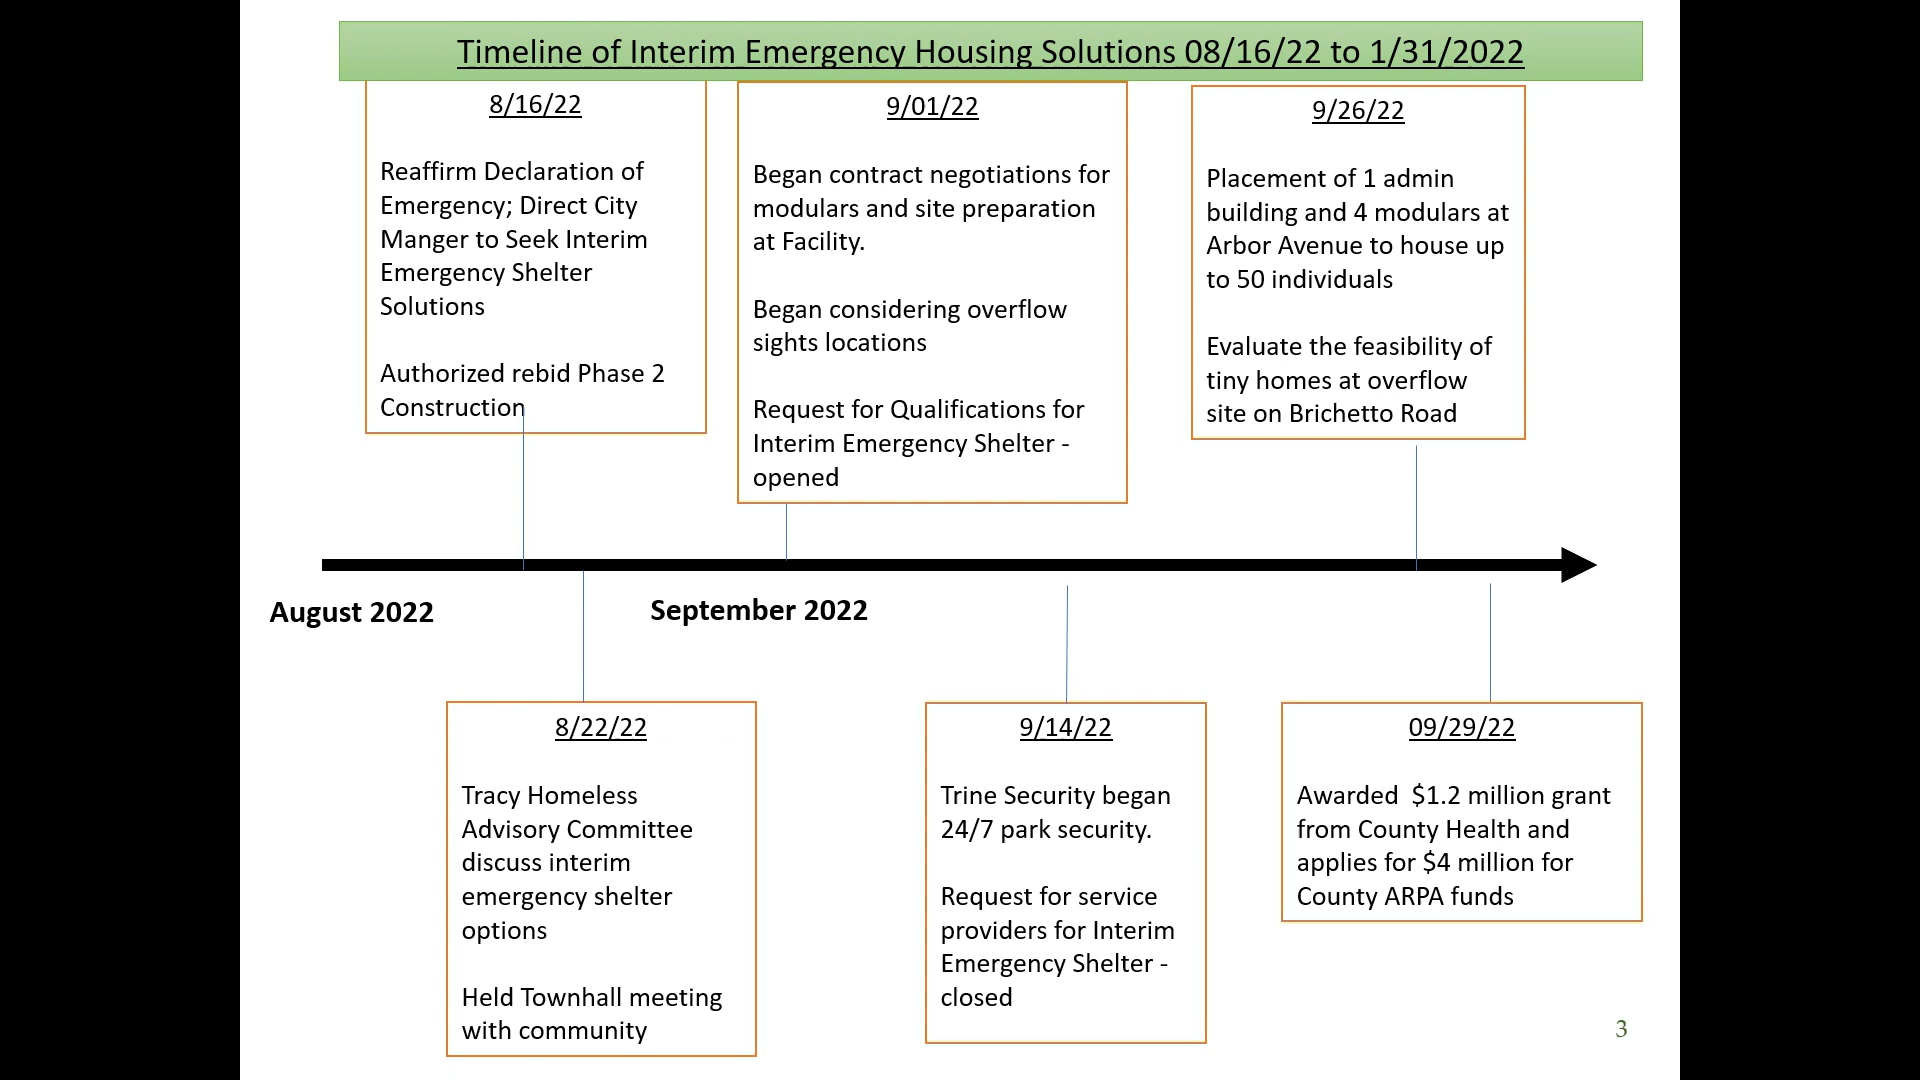 Timeline of Interim Emergency Housing Solutions 08/16/22 to 1/31/2022
8/16/22
Reaffirm Declaration of
Emergency; Direct City
Manger to Seek Interim
Emergency Shelter
Solutions
Authorized rebid Phase 2
Construction
9/01/22
Began contract negotiations for
modulars and site preparation
at Facility.
Began considering overflow
sights locations
Request for Qualifications for
Interim Emergency Shelter -
opened
9/26/22
Placement of 1 admin
building and 4 modulars at
Arbor Avenue to house up
to 50 individuals
Evaluate the feasibility of
tiny homes at overflow
site on Brichetto Road
August 2022
September 2022
8/22/22
Tracy Homeless
Advisory Committee
discuss interim
emergency shelter
options
Held Townhall meeting
with community
9/14/22
Trine Security began
24/7 park security.
Request for service
providers for Interim
Emergency Shelter -
closed
09/29/22
Awarded  $1.2 million grant
from County Health and
applies for $4 million for
County ARPA funds
3